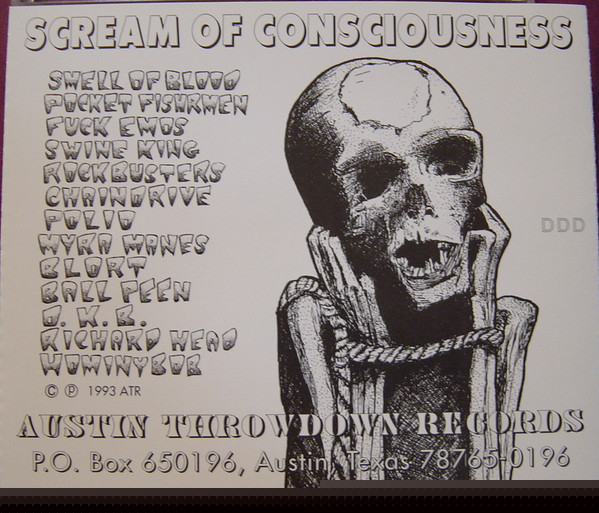 SCREAM OF CONSCIOUSNESS
SMELL OF BLOOD
POCKET FISHRMEN
FUCK EMOS
SWINE KING
ROCKBUSTERS
CHAINDRIVE
POLIO
MYRA MANES
BLORT
BALL PEEN
O. K. B.
RICHARD HEAD
HOMINYBOB
DDD
© ℗ 1993 ATR
AUSTIN THROWDOWN RECORDS
P.O. Box 650196, Austin, Texas 78765-0196